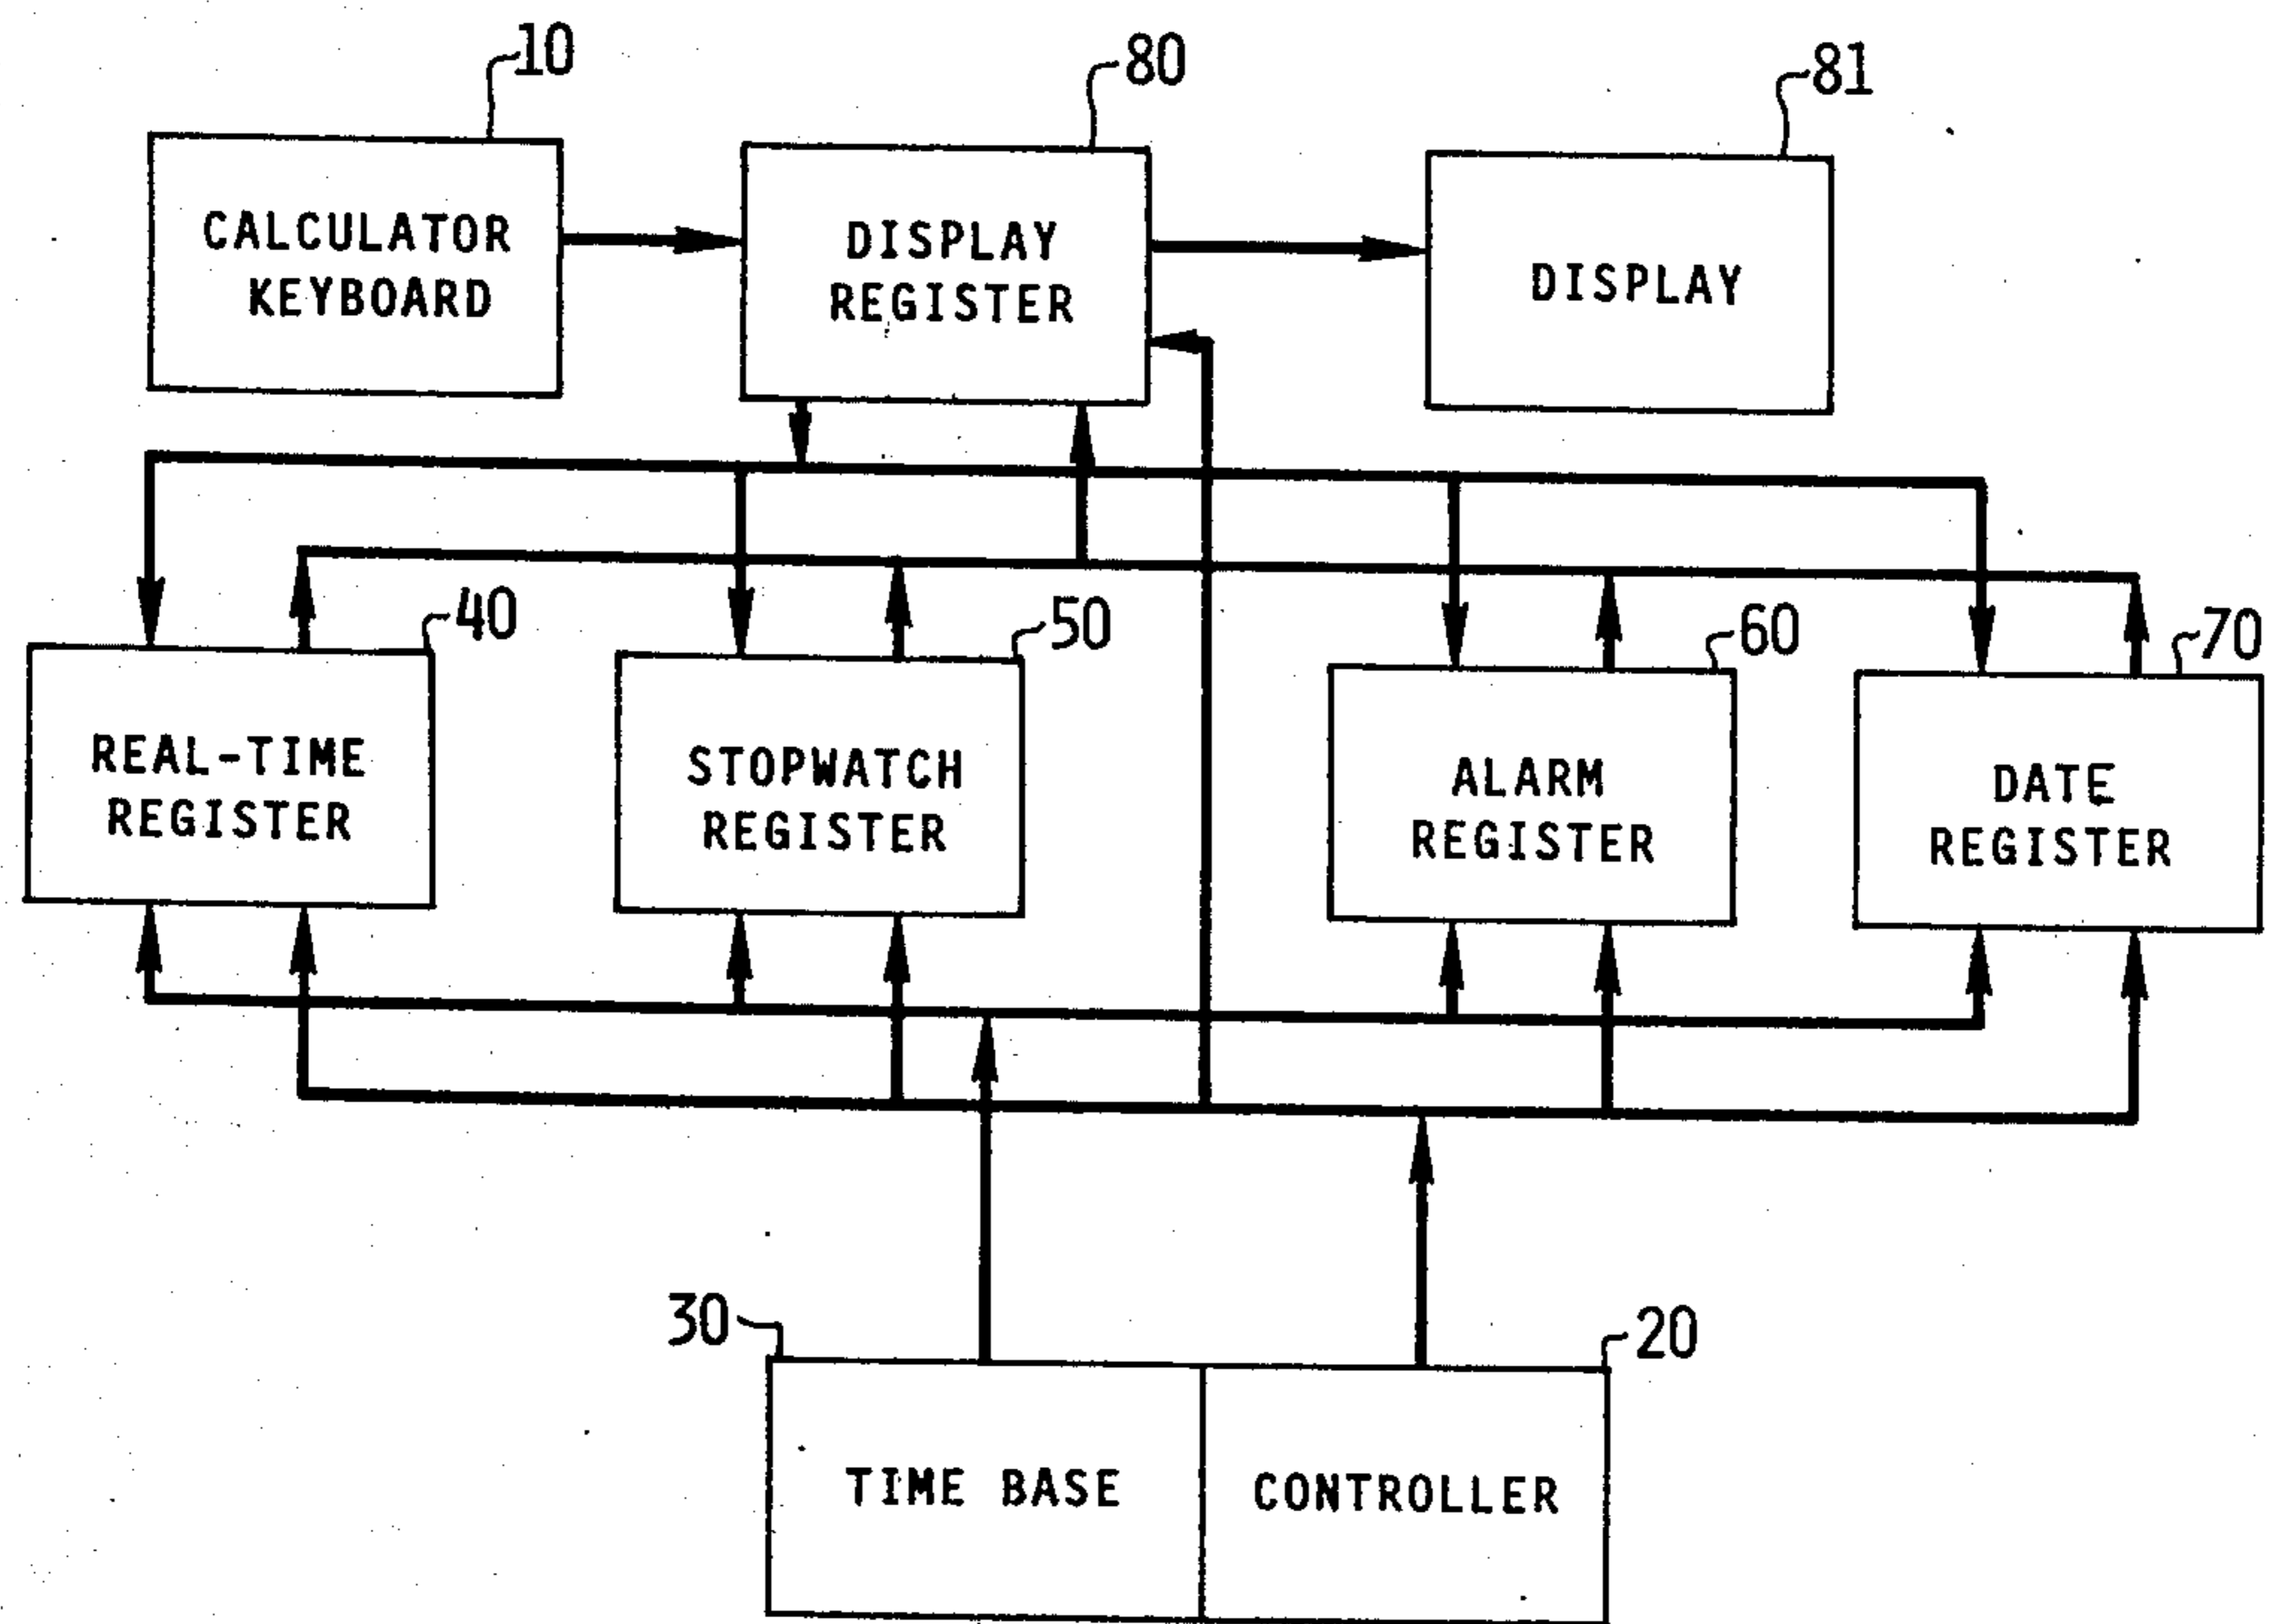 10
80
81
CALCULATOR
KEYBOARD
DISPLAY
REGISTER
DISPLAY
40
50
60
70
REAL-TIME
REGISTER
STOPWATCH
REGISTER
ALARM
REGISTER
DATE
REGISTER
30
20
TIME BASE
CONTROLLER